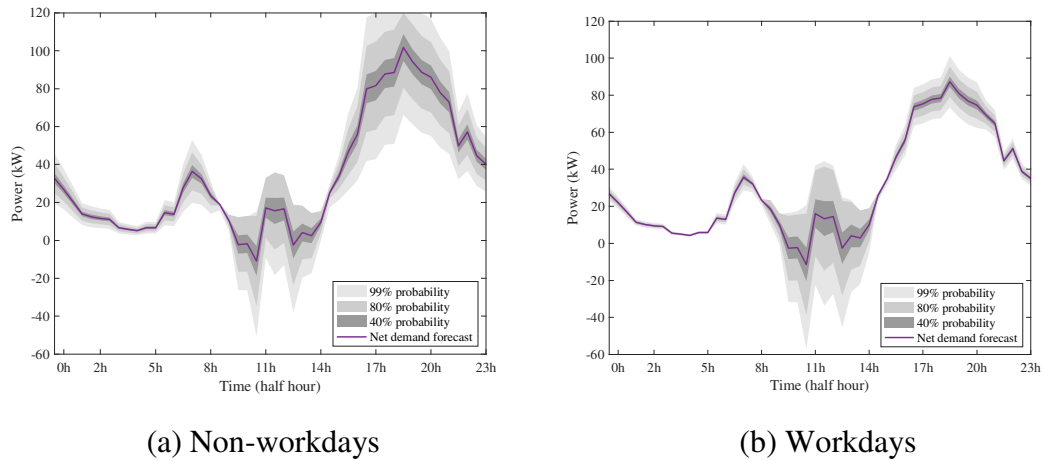 120
100
80
60
40
20
0
-20
-40
-60
Power (kW)
0h 2h 5h 8h 11h 14h 17h 20h 23h
Time (half hour)
99% probability
80% probability
40% probability
Net demand forecast
(a) Non-workdays
120
100
80
60
40
20
0
-20
-40
-60
Power (kW)
0h 2h 5h 8h 11h 14h 17h 20h 23h
Time (half hour)
99% probability
80% probability
40% probability
Net demand forecast
(b) Workdays